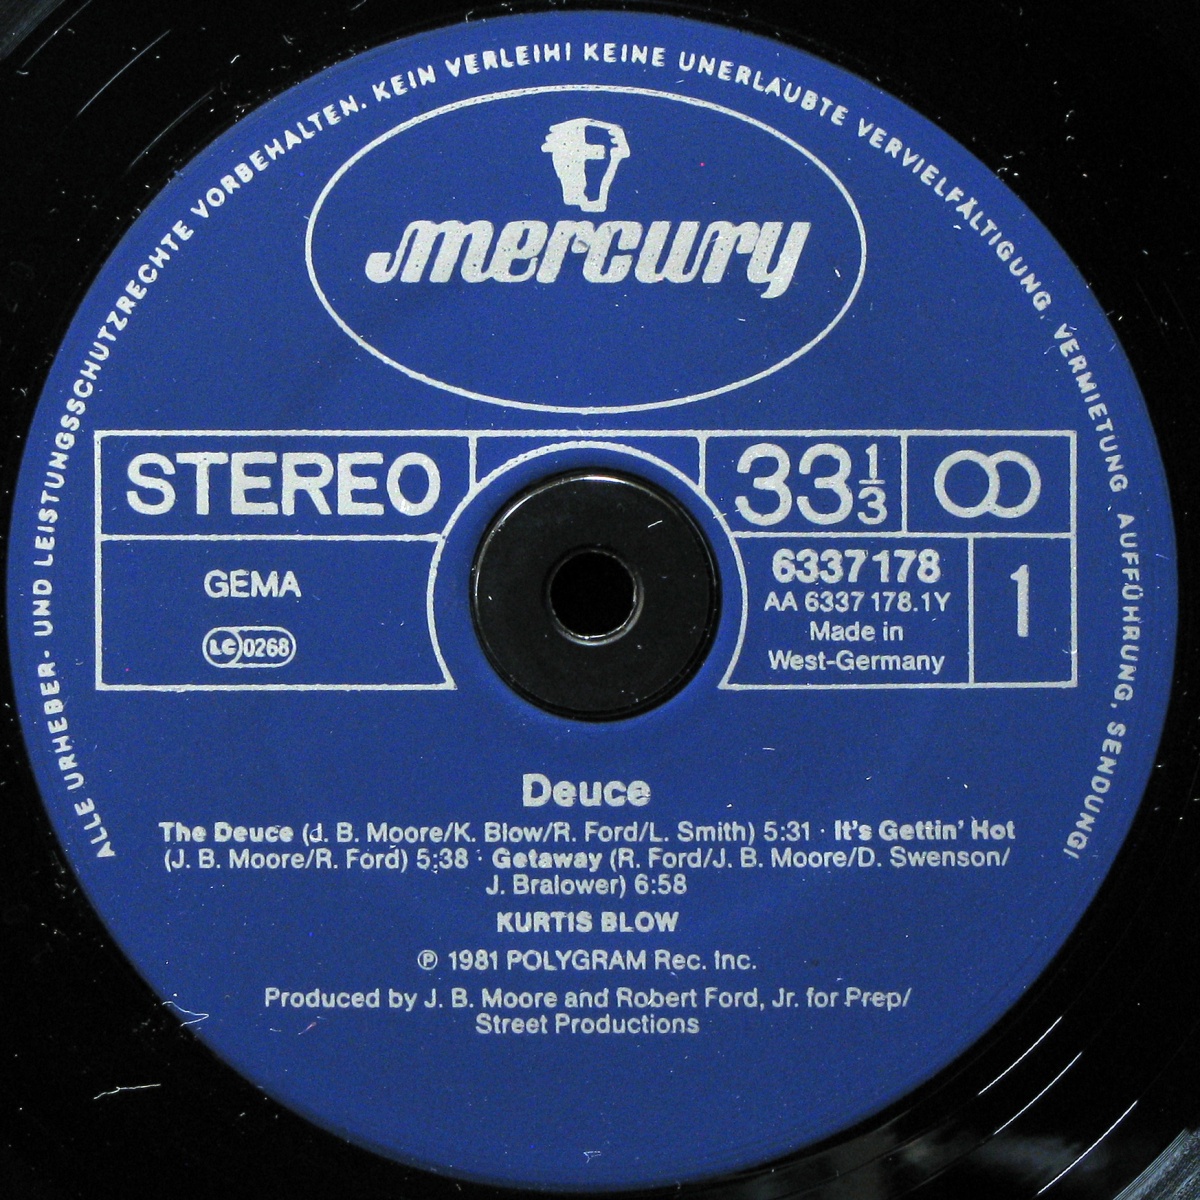 ALLE URHEBER- UND LEISTUNGSSCHUTZRECHTE VORBEHALTEN. KEIN VERLEIH! KEINE UNERLAUBTE VERVIELFÄLTIGUNG, VERMIETUNG AUFFÜHRUNG, SENDUNG!
mercury
STEREO
33 1/3
GEMA
LC 0268
6337178
AA 6337 178.1Y
Made in
West-Germany
1
Deuce
The Deuce (J. B. Moore/K. Blow/R. Ford/L. Smith) 5:31 · It's Gettin' Hot
(J. B. Moore/R. Ford) 5:38 · Getaway (R. Ford/J. B. Moore/D. Swenson/
J. Bralower) 6:58
KURTIS BLOW
℗ 1981 POLYGRAM Rec. Inc.
Produced by J. B. Moore and Robert Ford, Jr. for Prep/
Street Productions